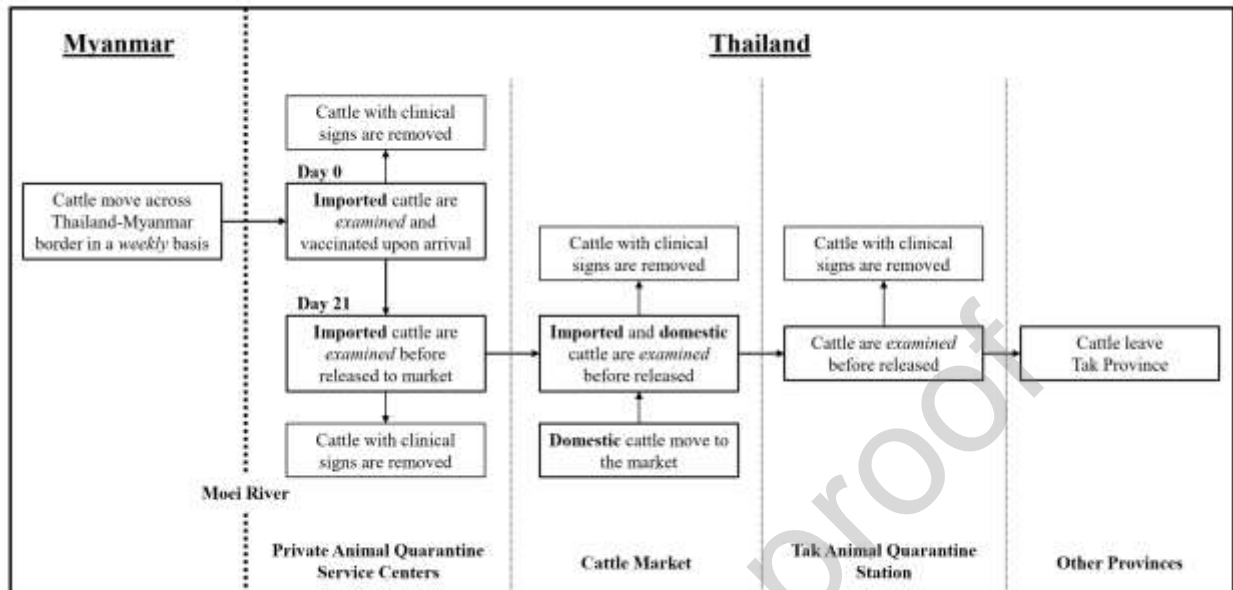 Myanmar
Thailand
Cattle with clinical
signs are removed
Day 0
Cattle move across
Thailand-Myanmar
border in a weekly basis
Imported cattle are
examined and
vaccinated upon arrival
Cattle with clinical
signs are removed
Cattle with clinical
signs are removed
Day 21
Imported cattle are
examined before
released to market
Imported and domestic
cattle are examined
before released
Cattle are examined
before released
Cattle leave
Tak Province
Cattle with clinical
signs are removed
Domestic cattle move to
the market
Moei River
Private Animal Quarantine
Service Centers
Cattle Market
Tak Animal Quarantine
Station
Other Provinces
proof